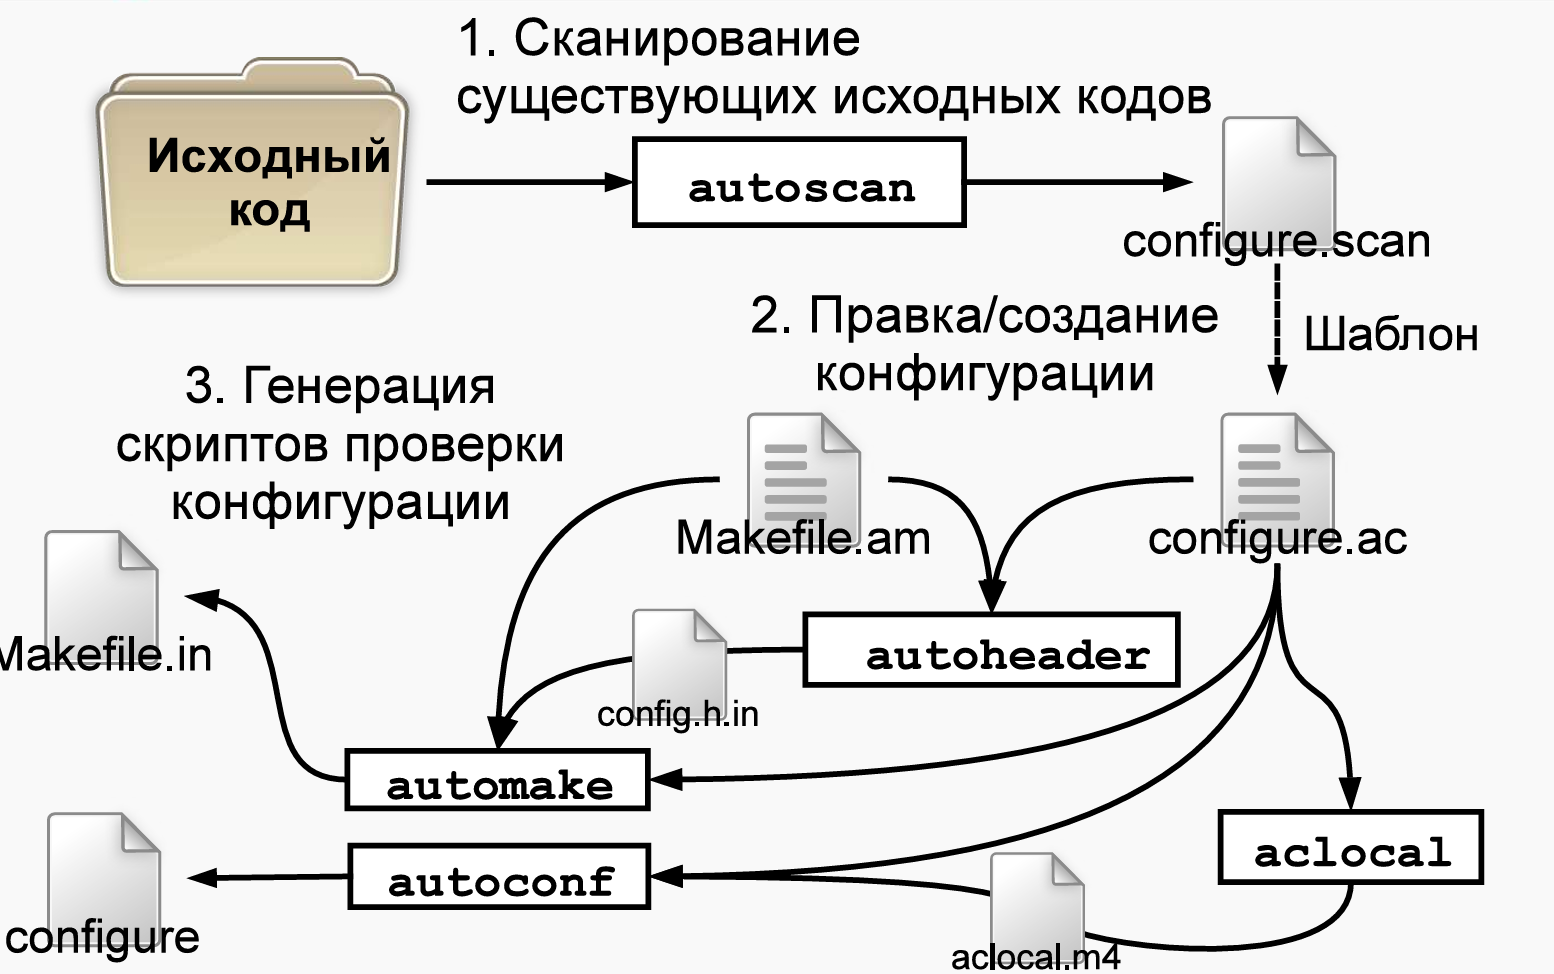 1. Сканирование
существующих исходных кодов
Исходный
код
autoscan
configure.scan
2. Правка/создание
конфигурации
Шаблон
3. Генерация
скриптов проверки
конфигурации
Makefile.am
configure.ac
Makefile.in
autoheader
config.h.in
automake
aclocal
autoconf
configure
aclocal.m4